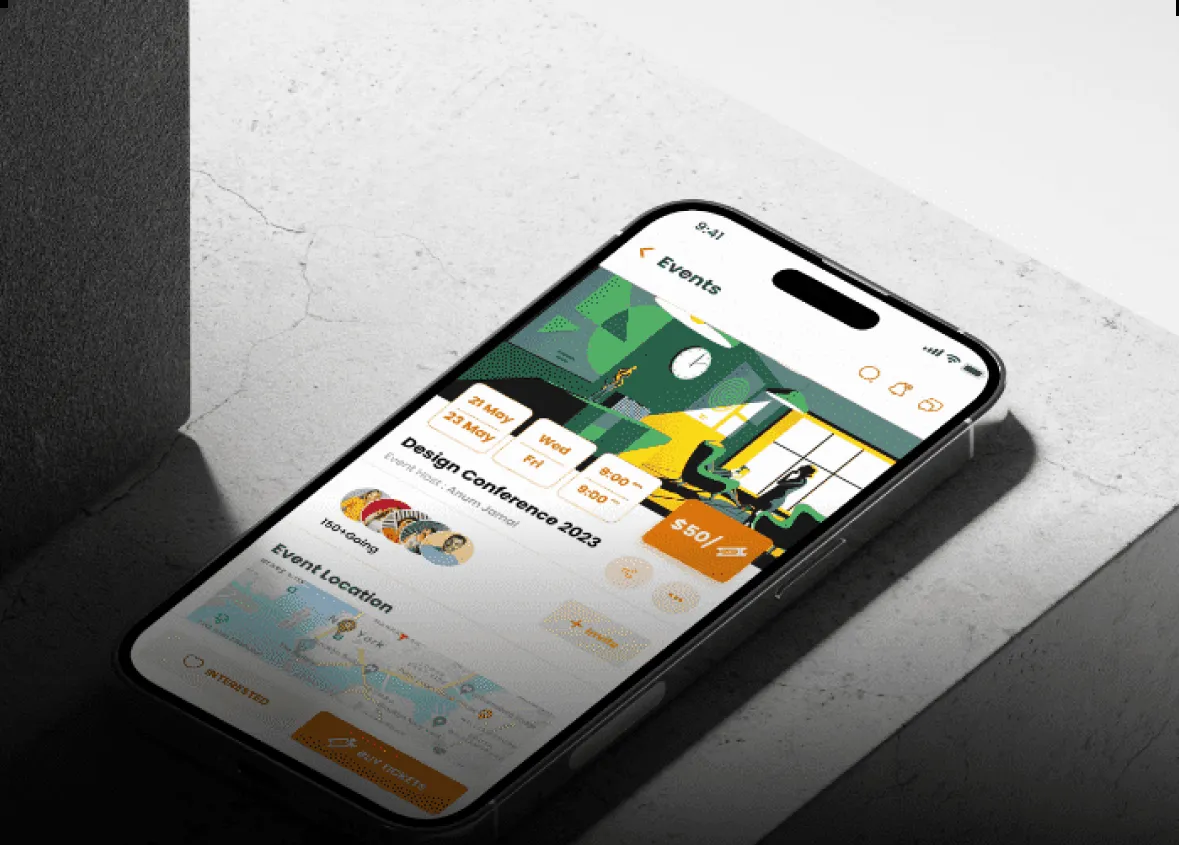 9:41
Events
21 May
23 May
Wed
Fri
9:00
9:00
Design Conference 2023
Event Host : Anum Jamal
$50/
150+Going
+ Invite
Event Location
New York
INTERESTED
BUY TICKETS